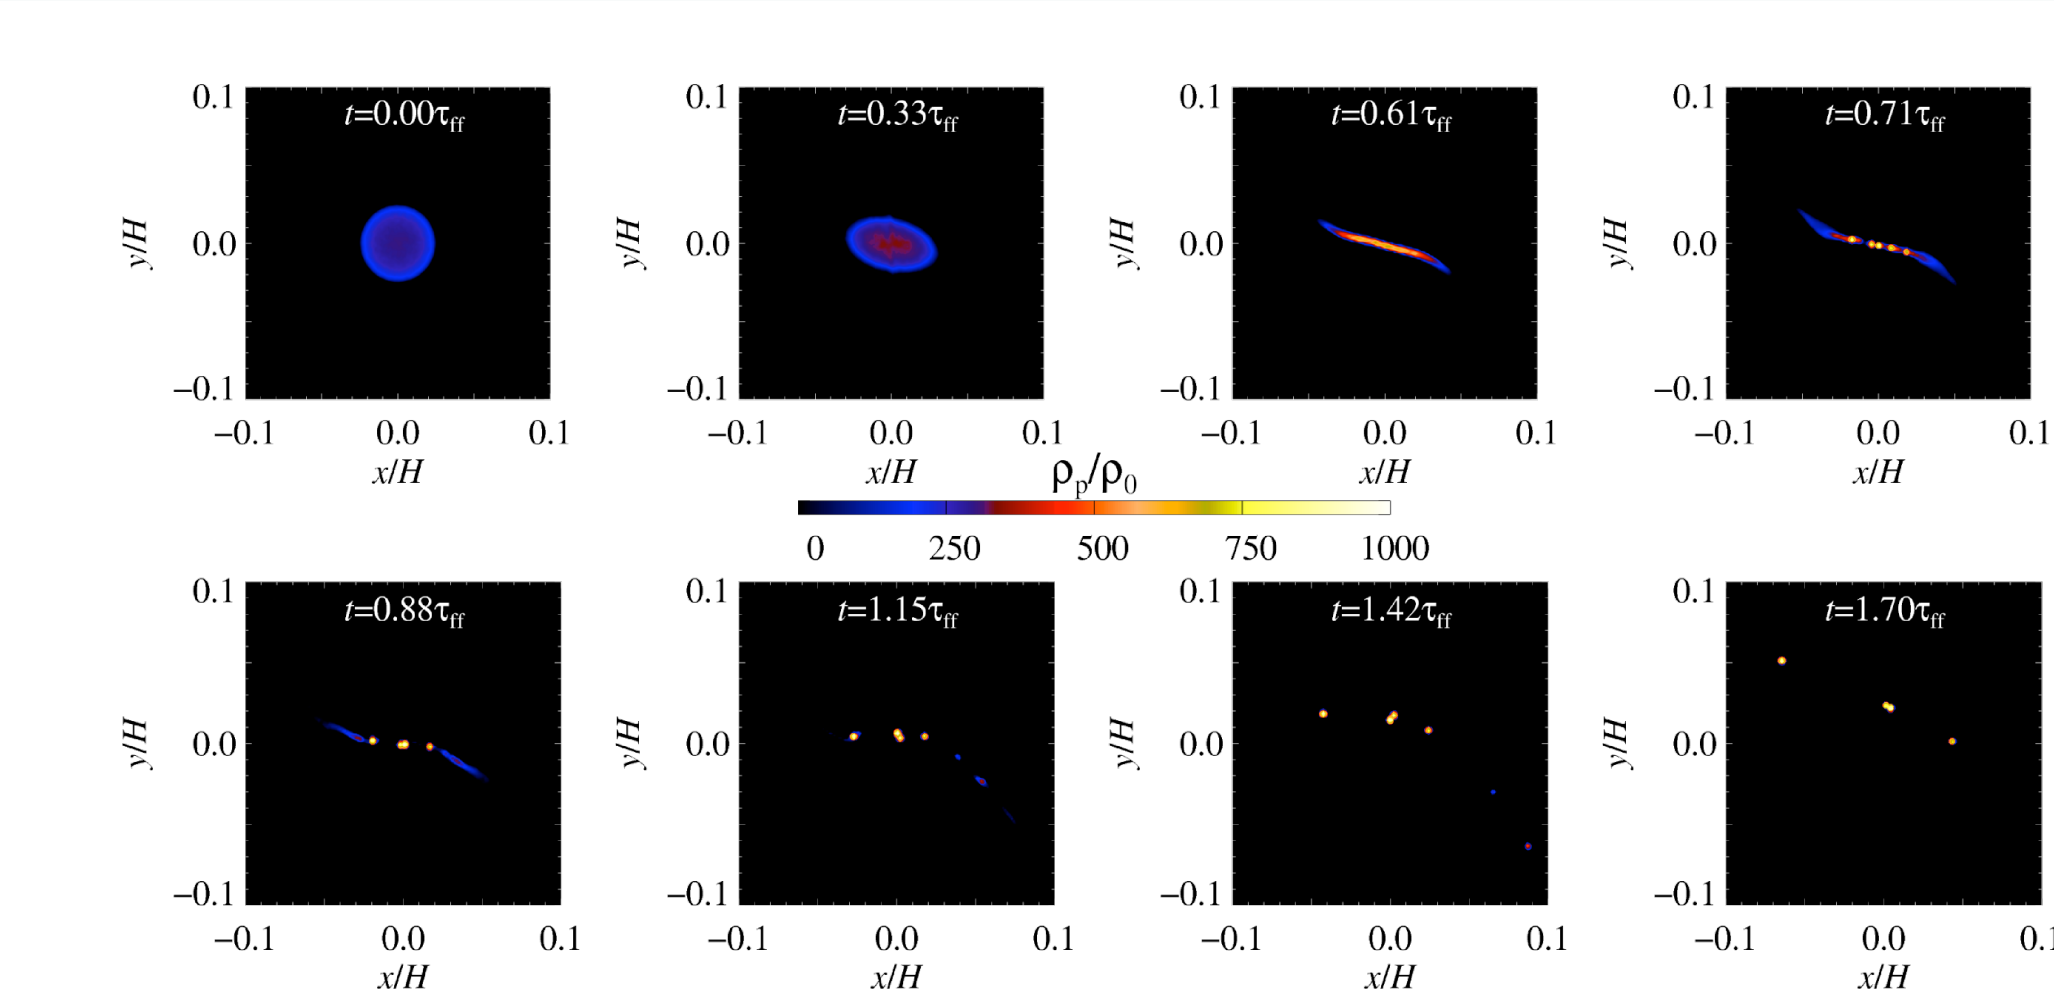 0.1 t=0.00τff
y/H 0.0
−0.1
−0.1 0.0 0.1
x/H
0.1 t=0.33τff
y/H 0.0
−0.1
−0.1 0.0 0.1
x/H
0.1 t=0.61τff
y/H 0.0
−0.1
−0.1 0.0 0.1
x/H
0.1 t=0.71τff
y/H 0.0
−0.1
−0.1 0.0 0.1
x/H
ρp/ρ0
0 250 500 750 1000
0.1 t=0.88τff
y/H 0.0
−0.1
−0.1 0.0 0.1
x/H
0.1 t=1.15τff
y/H 0.0
−0.1
−0.1 0.0 0.1
x/H
0.1 t=1.42τff
y/H 0.0
−0.1
−0.1 0.0 0.1
x/H
0.1 t=1.70τff
y/H 0.0
−0.1
−0.1 0.0 0.1
x/H